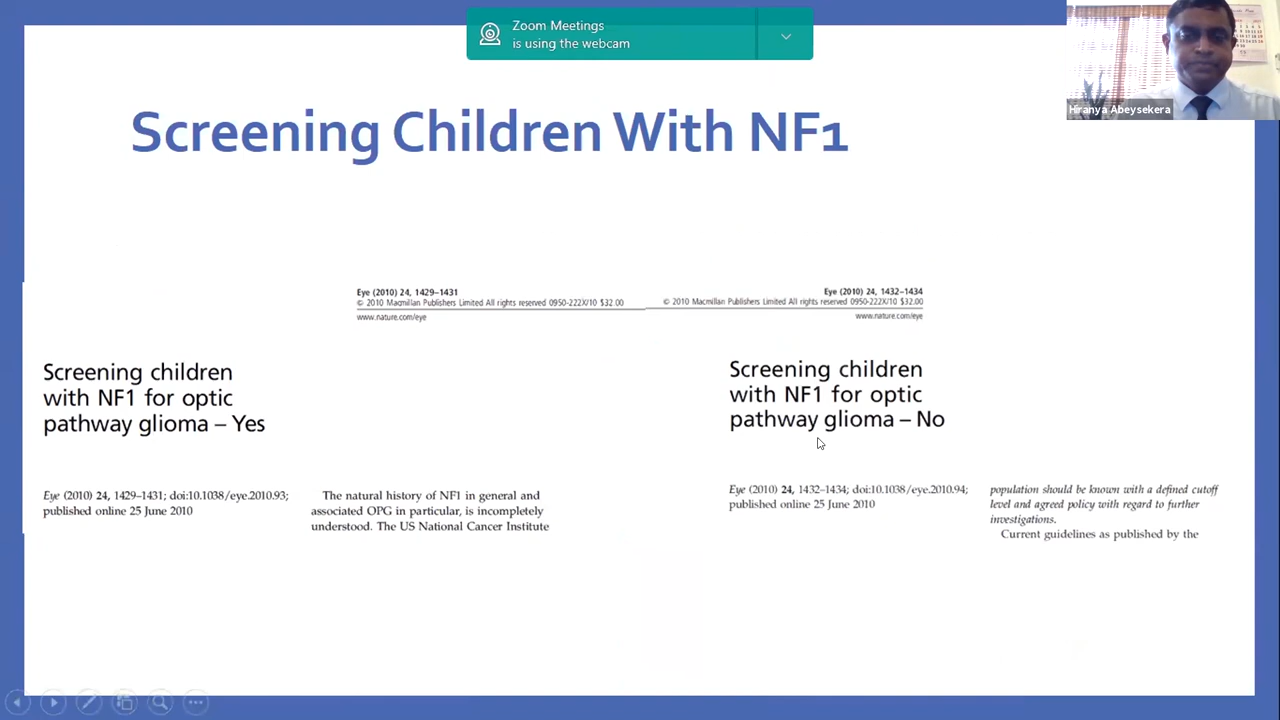 Zoom Meetings
is using the webcam
Hiranya Abeysekera
Screening Children With NF1
Eye (2010) 24, 1429–1431
© 2010 Macmillan Publishers Limited All rights reserved 0950-222X/10 $32.00
www.nature.com/eye
Screening children
with NF1 for optic
pathway glioma – Yes
Eye (2010) 24, 1429–1431; doi:10.1038/eye.2010.93;
published online 25 June 2010
The natural history of NF1 in general and
associated OPG in particular, is incompletely
understood. The US National Cancer Institute
Eye (2010) 24, 1432–1434
© 2010 Macmillan Publishers Limited All rights reserved 0950-222X/10 $32.00
www.nature.com/eye
Screening children
with NF1 for optic
pathway glioma – No
Eye (2010) 24, 1432–1434; doi:10.1038/eye.2010.94;
published online 25 June 2010
population should be known with a defined cutoff
level and agreed policy with regard to further
investigations.
Current guidelines as published by the